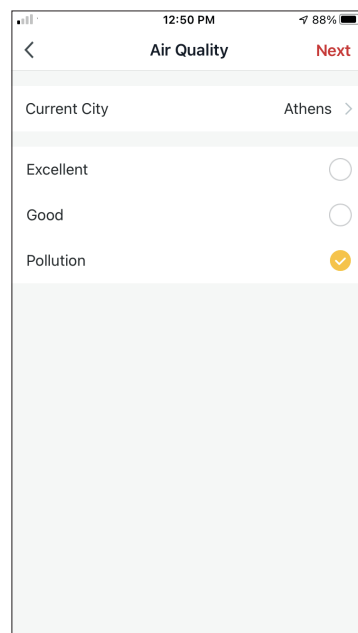 12:50 PM 88%
Air Quality Next
Current City Athens
Excellent
Good
Pollution